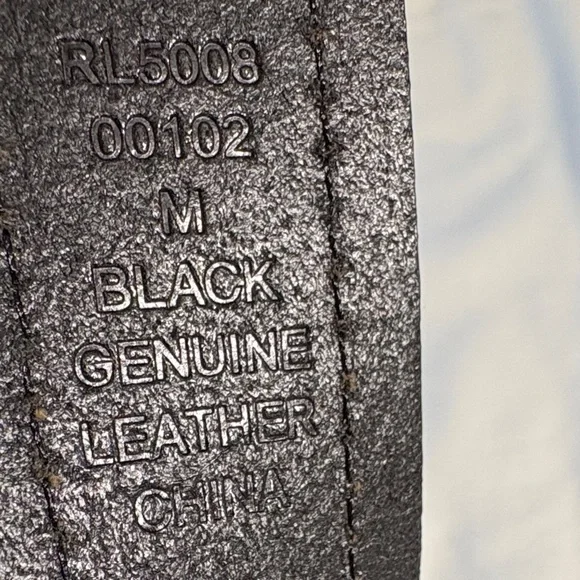 RL5008
00102
M
BLACK
GENUINE
LEATHER
CHINA